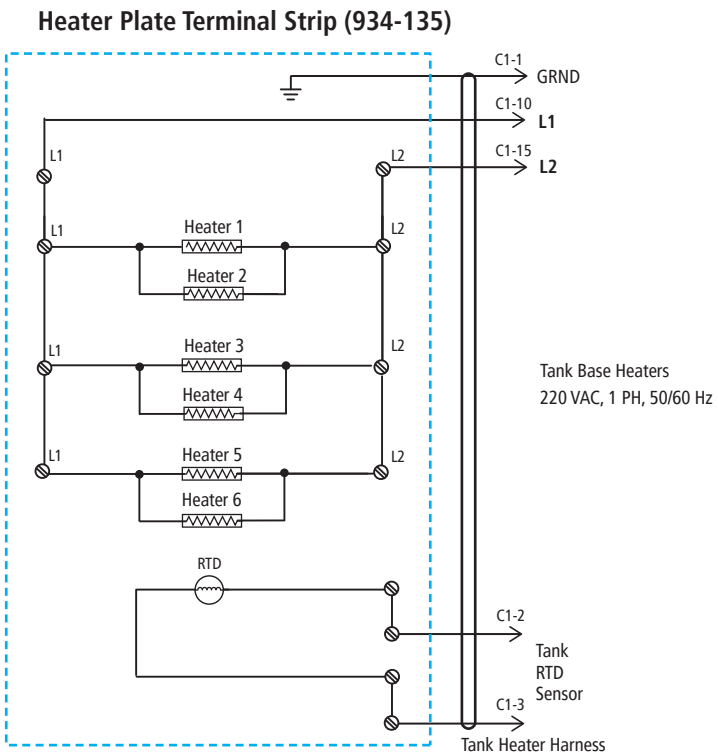 Heater Plate Terminal Strip (934-135)
C1-1
GRND
C1-10
L1
C1-15
L2
L1
L2
L1
Heater 1
L2
Heater 2
L1
Heater 3
L2
Heater 4
Tank Base Heaters
220 VAC, 1 PH, 50/60 Hz
L1
Heater 5
L2
Heater 6
RTD
C1-2
Tank
RTD
Sensor
C1-3
Tank Heater Harness